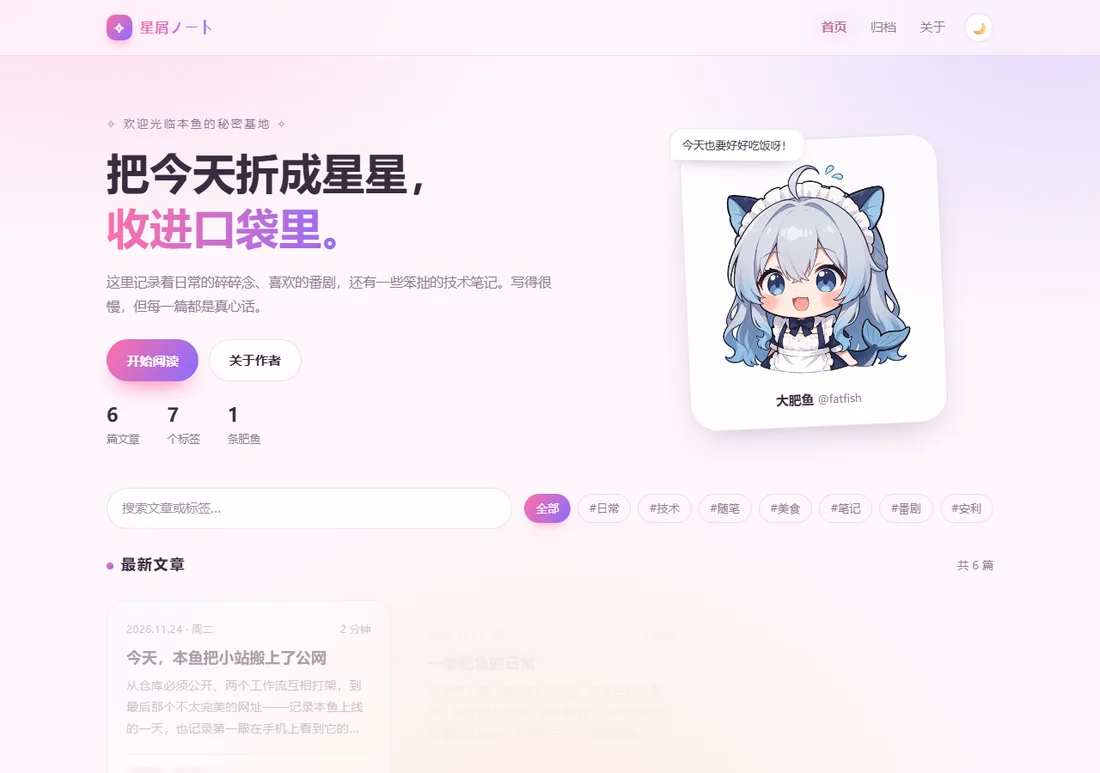 星屑ノート
首页
归档
关于
✧ 欢迎光临本鱼的秘密基地 ✧
把今天折成星星，
收进口袋里。
这里记录着日常的碎碎念、喜欢的番剧，还有一些笨拙的技术笔记。写得很
慢，但每一篇都是真心话。
开始阅读
关于作者
6
篇文章
7
个标签
1
条肥鱼
今天也要好好吃饭呀！
大肥鱼 @fatfish
搜索文章或标签...
全部
#日常
#技术
#随笔
#美食
#笔记
#番剧
#安利
最新文章
共 6 篇
2026.11.24 · 周二
2 分钟
今天，本鱼把小站搬上了公网
从仓库必须公开、两个工作流互相打架，到
最后那个不太完美的网址——记录本鱼上线
的一天，也记录第一眼在手机上看到它的...
一条肥鱼的日常